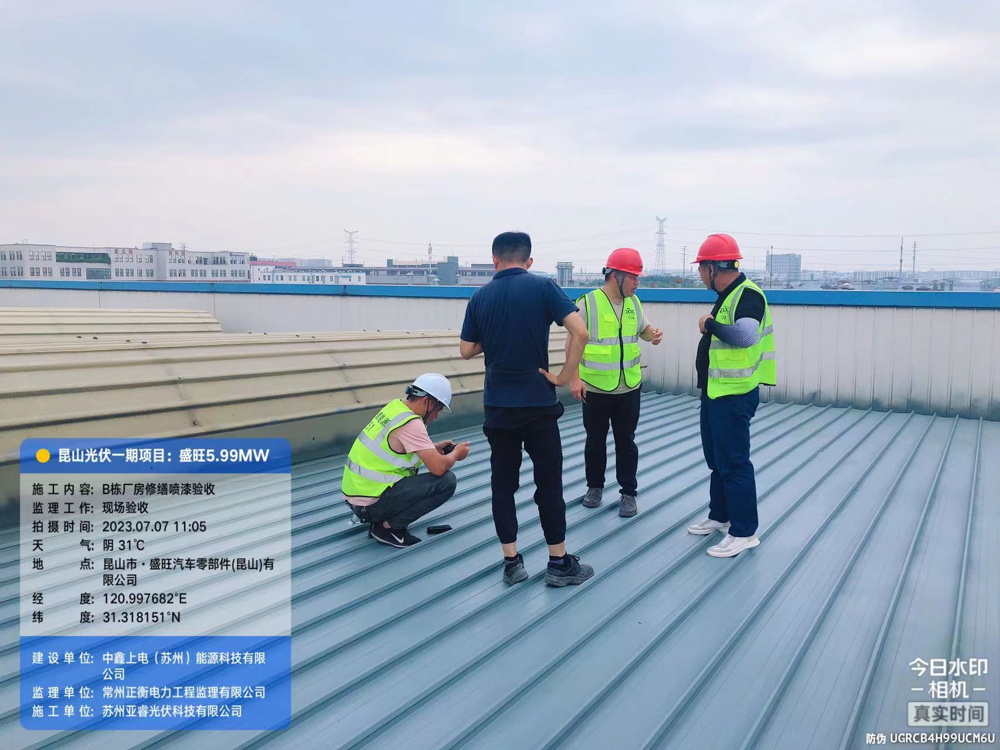 昆山光伏一期项目：盛旺5.99MW
施工内容：B栋厂房修缮喷漆验收
监理工作：现场验收
拍摄时间：2023.07.07 11:05
天气：阴 31℃
地点：昆山市·盛旺汽车零部件(昆山)有
限公司
经度：120.997682°E
纬度：31.318151°N
建设单位：中鑫上电（苏州）能源科技有限
公司
监理单位：常州正衡电力工程监理有限公司
施工单位：苏州亚睿光伏科技有限公司
114
今日水印
相机
真实时间
防伪 UGRCB4H99UCM6U